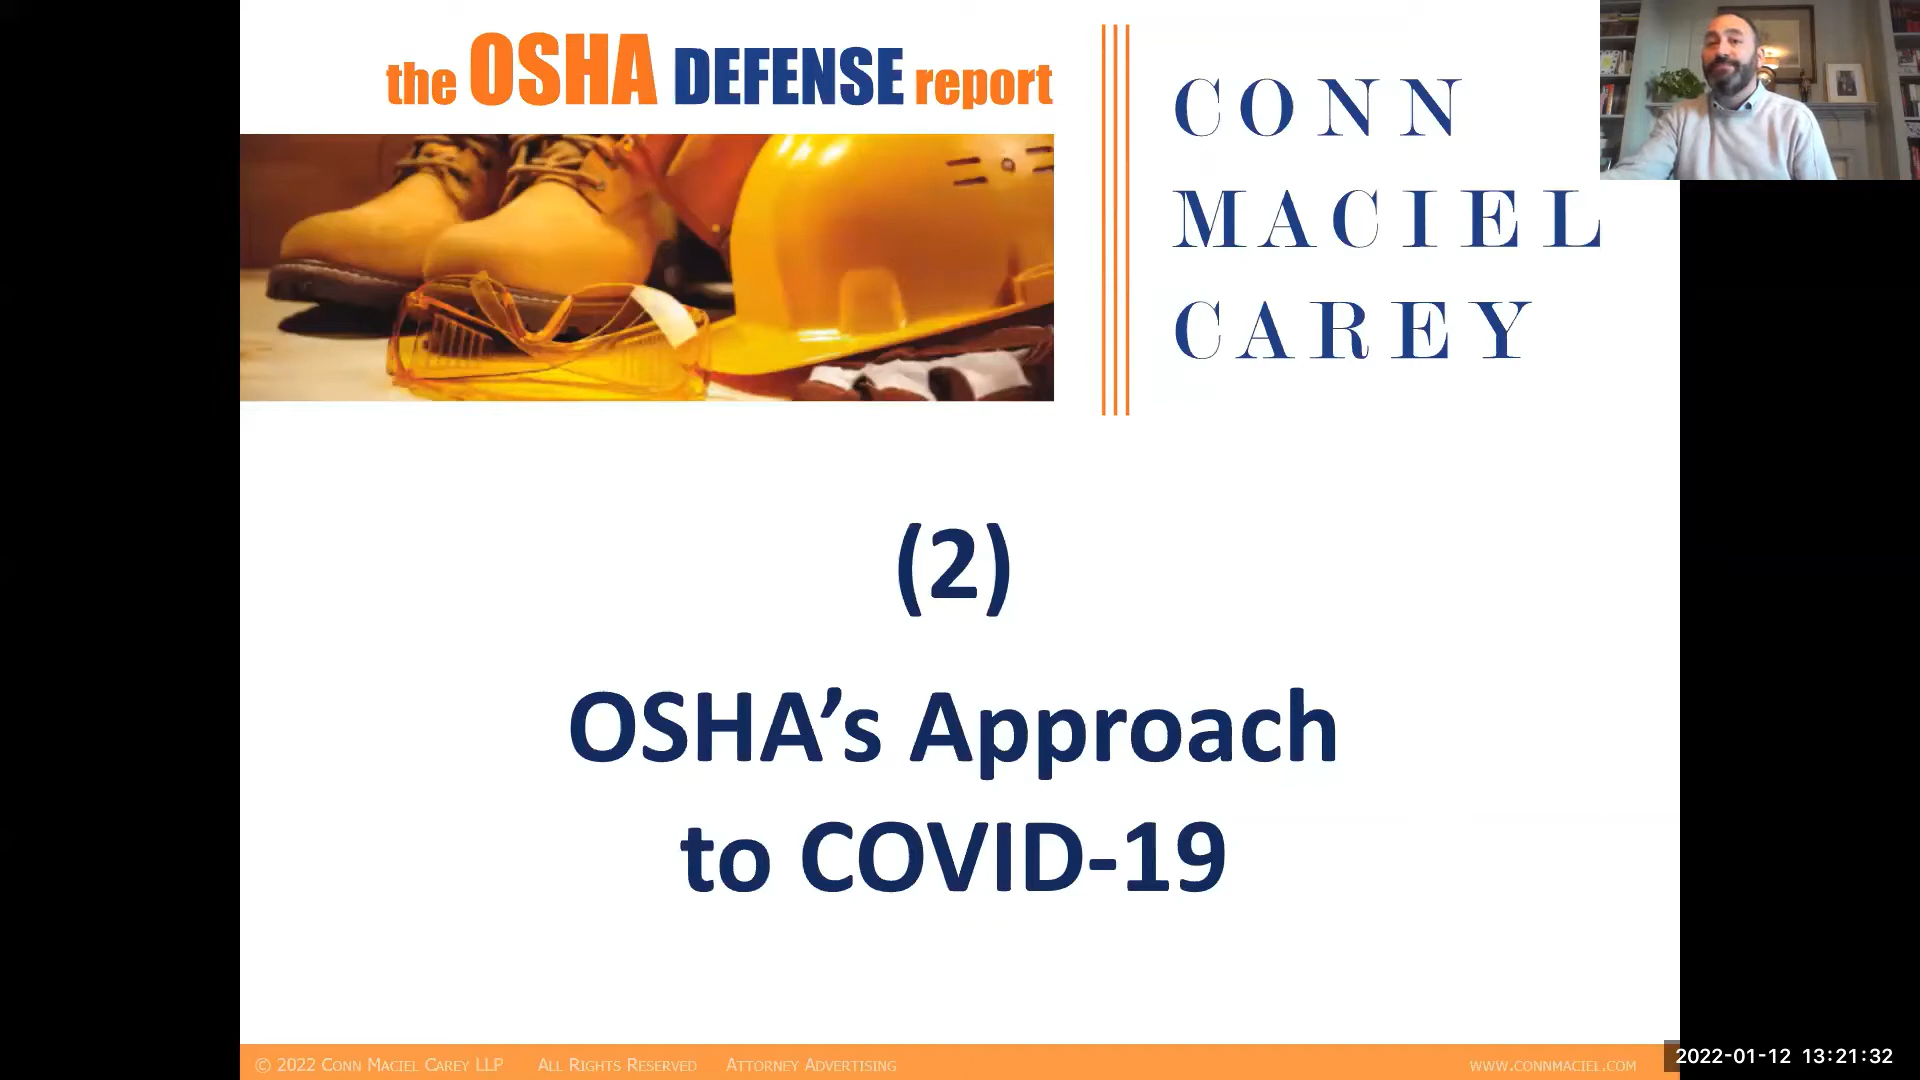 the OSHA DEFENSE report
CONN
MACIEL
CAREY
(2)
OSHA’s Approach
to COVID-19
© 2022 CONN MACIEL CAREY LLP ALL RIGHTS RESERVED ATTORNEY ADVERTISING WWW.CONNMACIEL.COM
2022-01-12 13:21:32